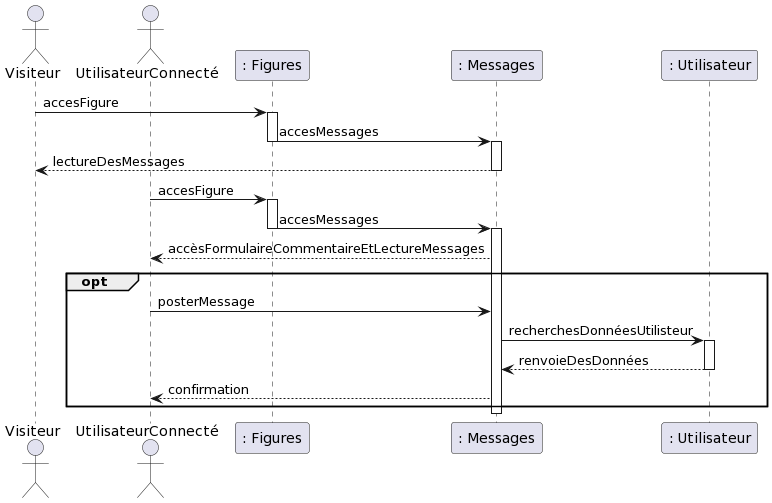 Visiteur
UtilisateurConnecté
: Figures
: Messages
: Utilisateur
accesFigure
accesMessages
lectureDesMessages
accesFigure
accesMessages
accèsFormulaireCommentaireEtLectureMessages
opt
posterMessage
recherchesDonnéesUtilisteur
renvoieDesDonnées
confirmation
Visiteur
UtilisateurConnecté
: Figures
: Messages
: Utilisateur